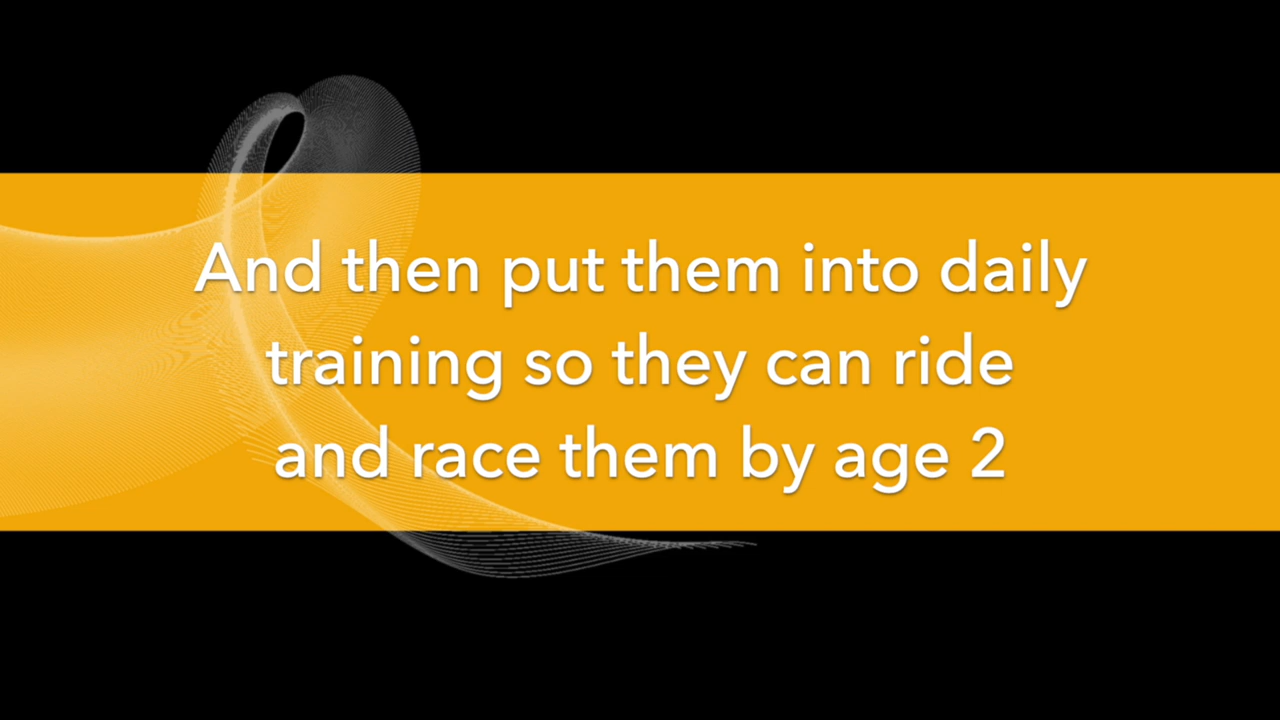 And then put them into daily
training so they can ride
and race them by age 2